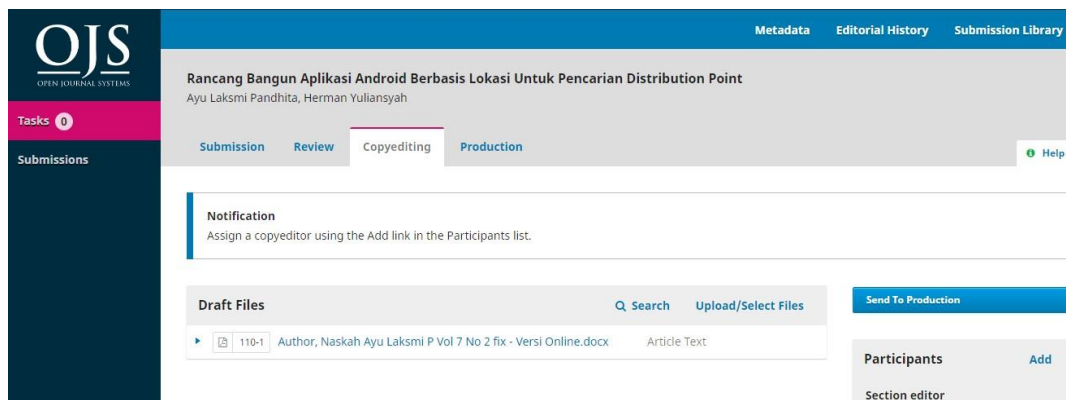 OJS
OPEN JOURNAL SYSTEMS
Tasks 0
Submissions
Metadata Editorial History Submission Library
Rancang Bangun Aplikasi Android Berbasis Lokasi Untuk Pencarian Distribution Point
Ayu Laksmi Pandhita, Herman Yuliansyah
Submission Review Copyediting Production
Help
Notification
Assign a copyeditor using the Add link in the Participants list.
Draft Files Search Upload/Select Files
110-1 Author, Naskah Ayu Laksmi P Vol 7 No 2 fix - Versi Online.docx Article Text
Send To Production
Participants Add
Section editor